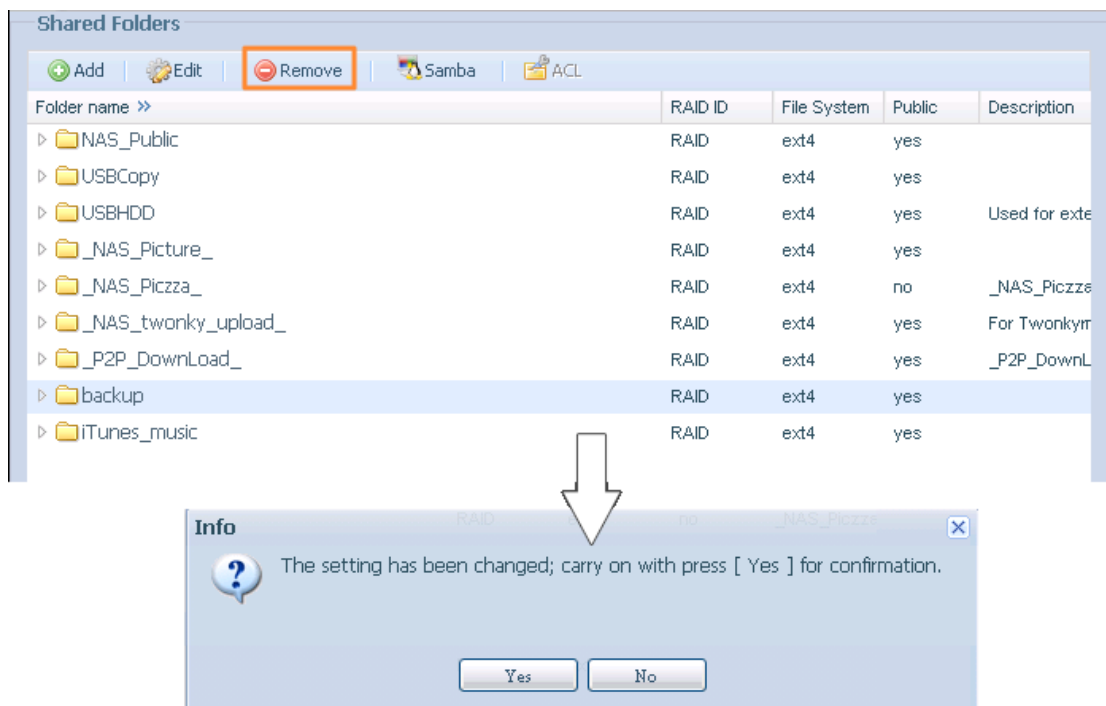 Shared Folders
Add Edit Remove Samba ACL
Folder name » RAID ID File System Public Description
NAS_Public RAID ext4 yes
USBCopy RAID ext4 yes
USBHDD RAID ext4 yes Used for exte
_NAS_Picture_ RAID ext4 yes
_NAS_Piczza_ RAID ext4 no _NAS_Piczza
_NAS_twonky_upload_ RAID ext4 yes For Twonkym
_P2P_DownLoad_ RAID ext4 yes _P2P_DownL
backup RAID ext4 yes
iTunes_music RAID ext4 yes
Info RAID no _NAS_Piczza
The setting has been changed; carry on with press [ Yes ] for confirmation.
Yes No